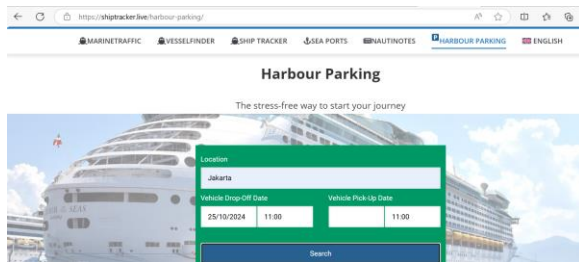 https://shiptracker.live/harbour-parking/
MARINETRAFFIC VESSELFINDER SHIP TRACKER SEA PORTS NAUTINOTES HARBOUR PARKING ENGLISH
Harbour Parking
The stress-free way to start your journey
Location
Jakarta
Vehicle Drop-Off Date Vehicle Pick-Up Date
25/10/2024 11:00 11:00
Search